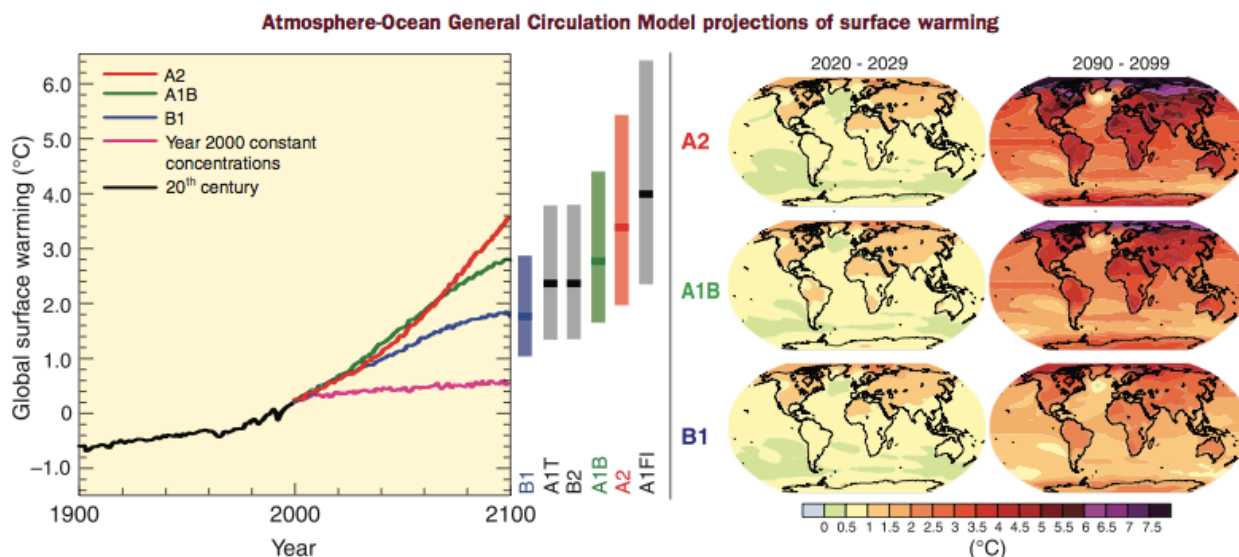 Atmosphere-Ocean General Circulation Model projections of surface warming
Global surface warming (°C)
6.0
5.0
4.0
3.0
2.0
1.0
0
–1.0
A2
A1B
B1
Year 2000 constant
concentrations
20th century
1900
2000
2100
Year
B1
A1T
B2
A1B
A2
A1FI
2020 - 2029
2090 - 2099
A2
A1B
B1
0 0.5 1 1.5 2 2.5 3 3.5 4 4.5 5 5.5 6 6.5 7 7.5
(°C)